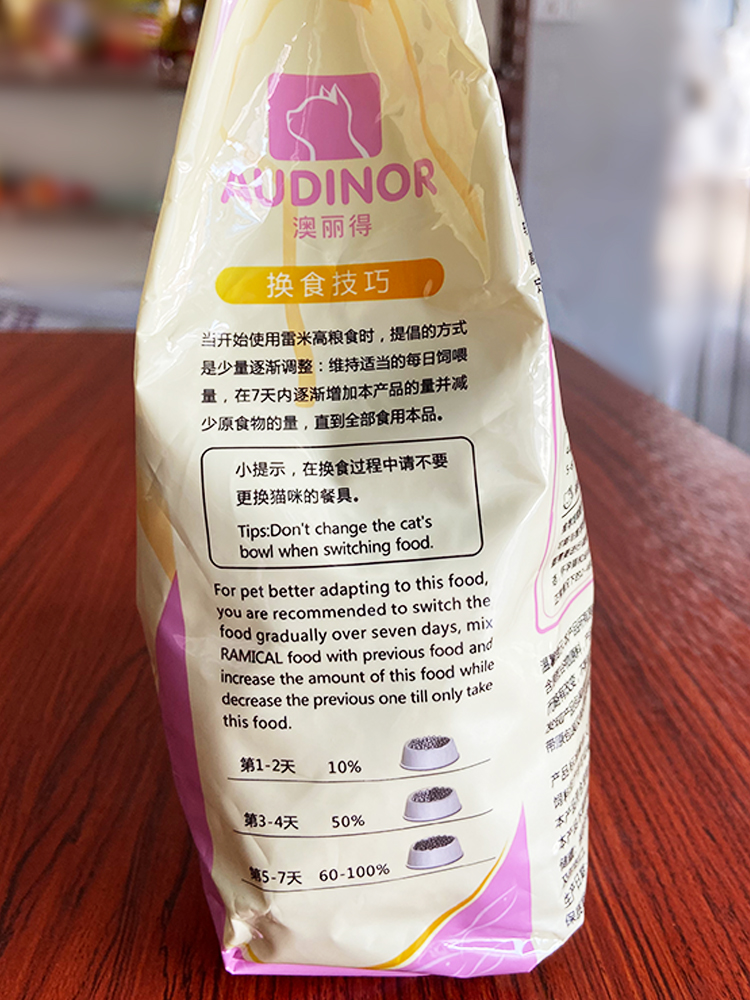 AUDINOR
澳丽得
换食技巧
当开始使用雷米高粮食时，提倡的方式
是少量逐渐调整：维持适当的每日饲喂
量，在7天内逐渐增加本产品的量并减
少原食物的量，直到全部食用本品。
小提示，在换食过程中请不要
更换猫咪的餐具。
Tips:Don't change the cat's
bowl when switching food.
For pet better adapting to this food,
you are recommended to switch the
food gradually over seven days, mix
RAMICAL food with previous food and
increase the amount of this food while
decrease the previous one till only take
this food.
第1-2天 10%
第3-4天 50%
第5-7天 60-100%